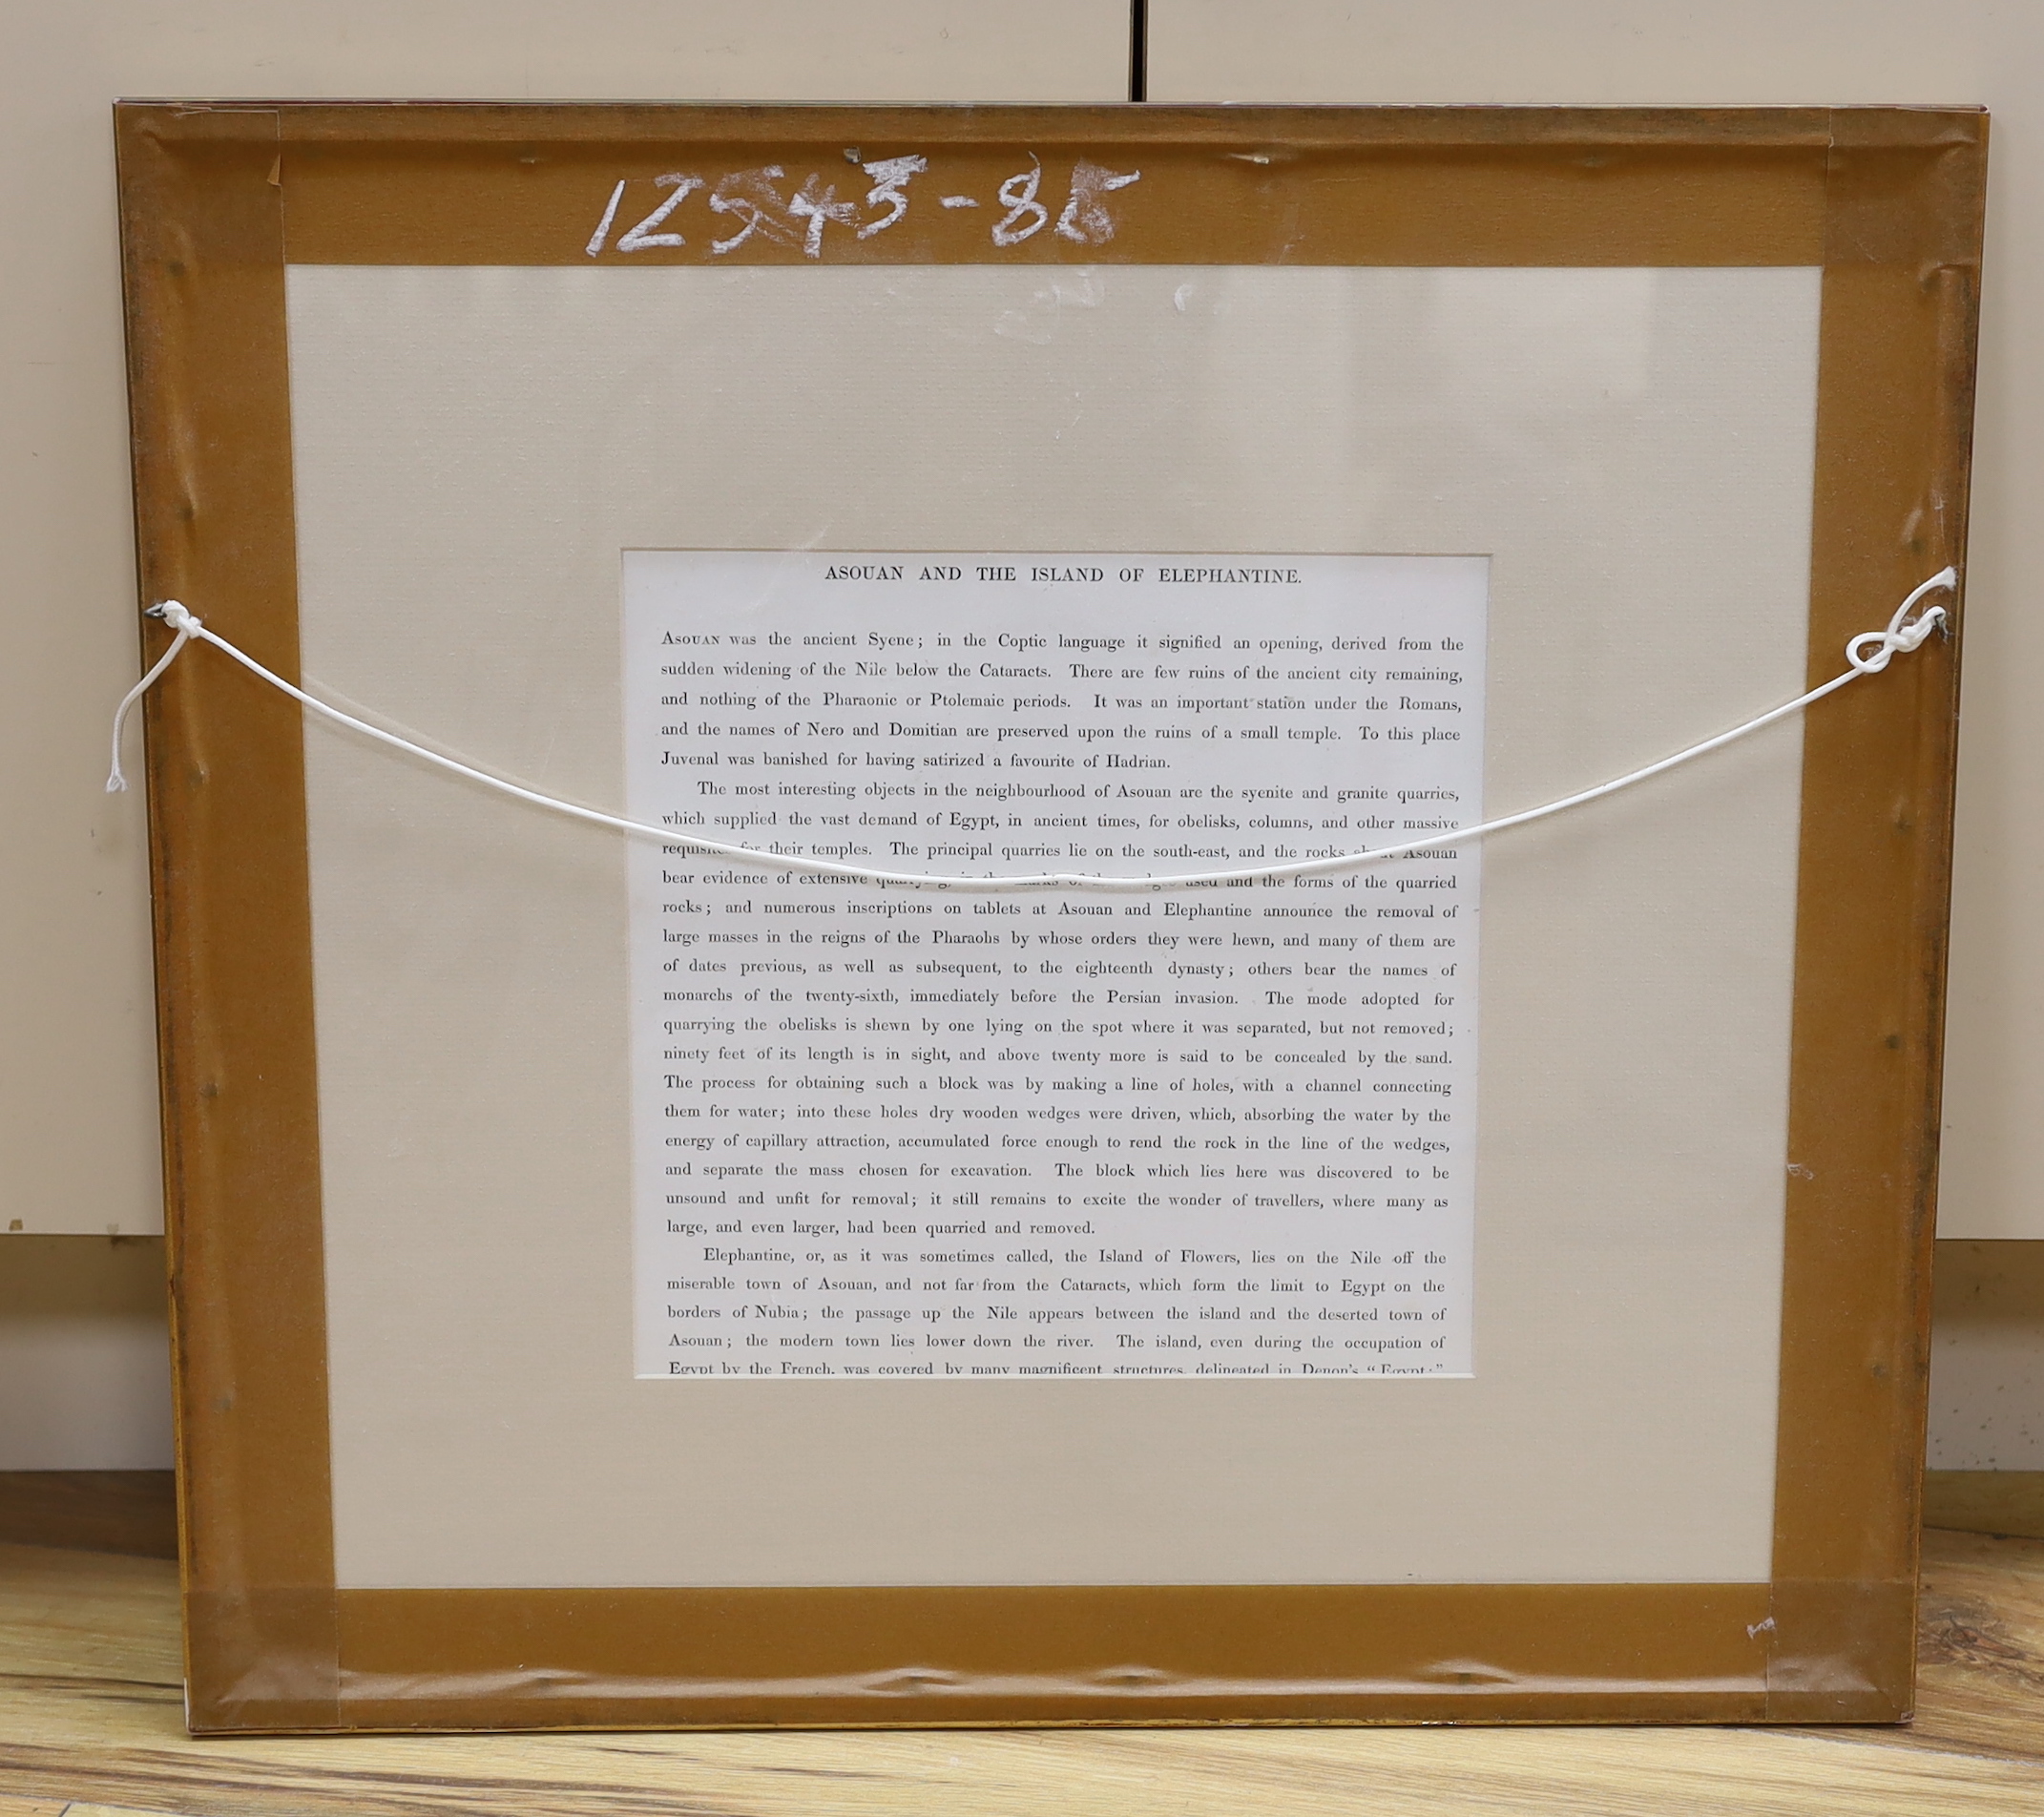 12543-85
ASOUAN AND THE ISLAND OF ELEPHANTINE.
ASOUAN was the ancient Syene; in the Coptic language it signified an opening, derived from the
sudden widening of the Nile below the Cataracts. There are few ruins of the ancient city remaining,
and nothing of the Pharaonic or Ptolemaic periods. It was an important station under the Romans,
and the names of Nero and Domitian are preserved upon the ruins of a small temple. To this place
Juvenal was banished for having satirized a favourite of Hadrian.
The most interesting objects in the neighbourhood of Asouan are the syenite and granite quarries,
which supplied the vast demand of Egypt, in ancient times, for obelisks, columns, and other massive
for their temples. The principal quarries lie on the south-east, and the rocks Asouan
bear evidence of extensive used and the forms of the quarried
rocks; and numerous inscriptions on tablets at Asouan and Elephantine announce the removal of
large masses in the reigns of the Pharaohs by whose orders they were hewn, and many of them are
of dates previous, as well as subsequent, to the eighteenth dynasty; others bear the names of
monarchs of the twenty-sixth, immediately before the Persian invasion. The mode adopted for
quarrying the obelisks is shewn by one lying on the spot where it was separated, but not removed;
ninety feet of its length is in sight, and above twenty more is said to be concealed by the sand.
The process for obtaining such a block was by making a line of holes, with a channel connecting
them for water; into these holes dry wooden wedges were driven, which, absorbing the water by the
energy of capillary attraction, accumulated force enough to rend the rock in the line of the wedges,
and separate the mass chosen for excavation. The block which lies here was discovered to be
unsound and unfit for removal; it still remains to excite the wonder of travellers, where many as
large, and even larger, had been quarried and removed.
Elephantine, or, as it was sometimes called, the Island of Flowers, lies on the Nile off the
miserable town of Asouan, and not far from the Cataracts, which form the limit to Egypt on the
borders of Nubia; the passage up the Nile appears between the island and the deserted town of
Asouan; the modern town lies lower down the river. The island, even during the occupation of
Egypt by the French, was covered by many magnificent structures, delineated in Denon's "Egypt;"